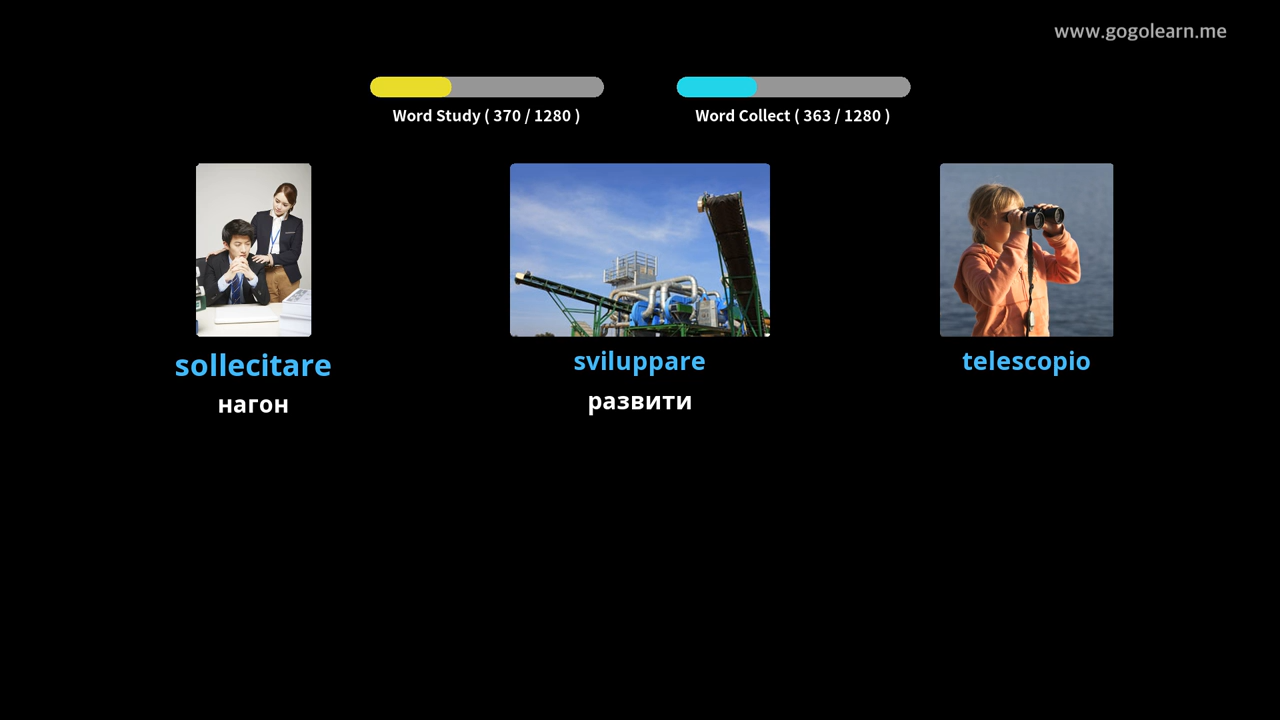 www.gogolearn.me
Word Study ( 370 / 1280 )
Word Collect ( 363 / 1280 )
sollecitare
нагон
sviluppare
развити
telescopio